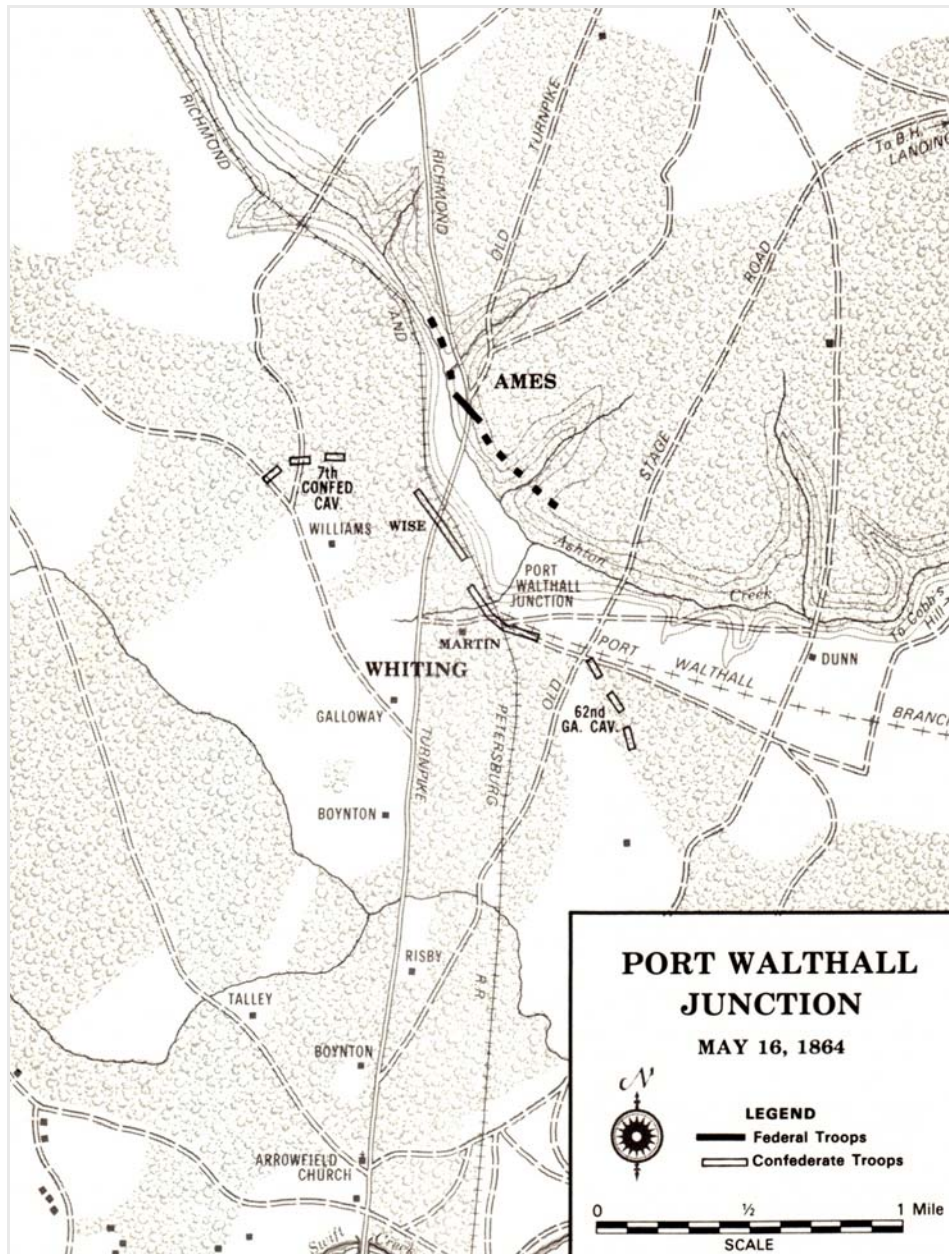 RICHMOND
TURNPIKE
To B.H.
LANDING
RICHMOND
OLD
ROAD
AND
AMES
STAGE
7th
CONFED
CAV.
WISE
WILLIAMS
Ashton
Creek
PORT
WALTHALL
JUNCTION
To Cobb's
Hill
MARTIN
PORT
WALTHALL
BRANCH
DUNN
WHITING
OLD
62nd
GA. CAV.
GALLOWAY
TURNPIKE
PETERSBURG
BOYNTON
RISBY
R.R.
TALLEY
BOYNTON
ARROWFIELD
CHURCH
Swift
Creek
PORT WALTHALL
JUNCTION
MAY 16, 1864
N
LEGEND
Federal Troops
Confederate Troops
0 ½ 1 Mile
SCALE